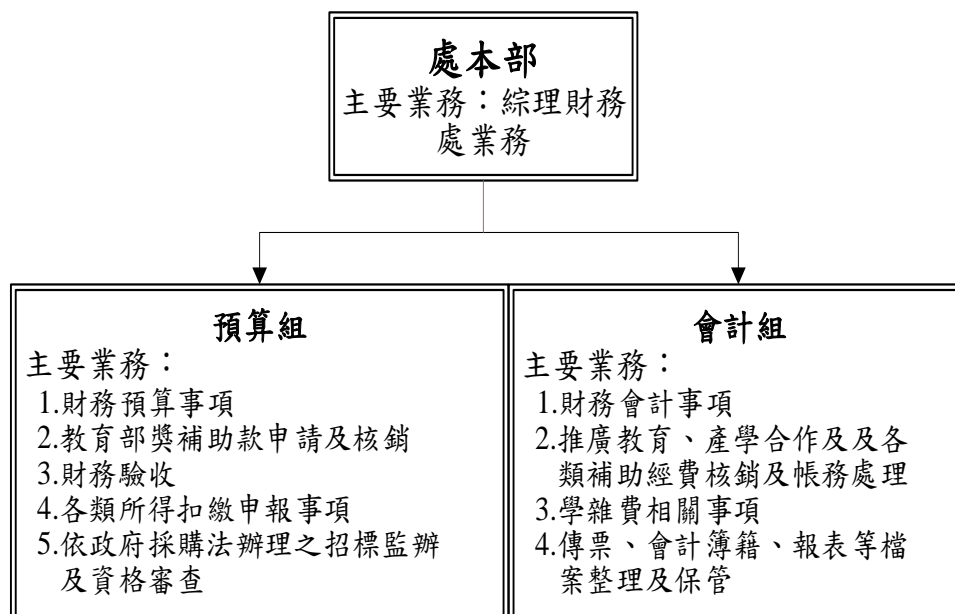 處本部
主要業務：綜理財務
處業務
預算組
主要業務：
1.財務預算事項
2.教育部獎補助款申請及核銷
3.財務驗收
4.各類所得扣繳申報事項
5.依政府採購法辦理之招標監辦
及資格審查
會計組
主要業務：
1.財務會計事項
2.推廣教育、產學合作及及各
類補助經費核銷及帳務處理
3.學雜費相關事項
4.傳票、會計簿籍、報表等檔
案整理及保管